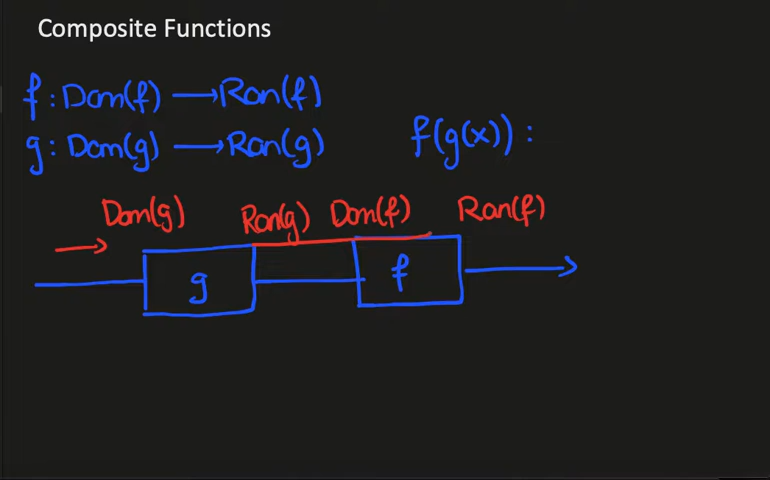 Composite Functions
f : Dom(f) → Ran(f)
g : Dom(g) → Ran(g)
f(g(x)) :
Dom(g) Ran(g) Dom(f) Ran(f)
g f